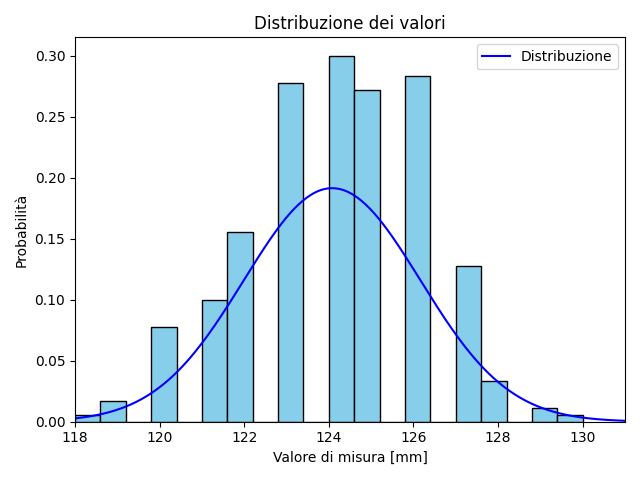 Distribuzione dei valori
Distribuzione
Probabilità
0.30
0.25
0.20
0.15
0.10
0.05
0.00
118 120 122 124 126 128 130
Valore di misura [mm]